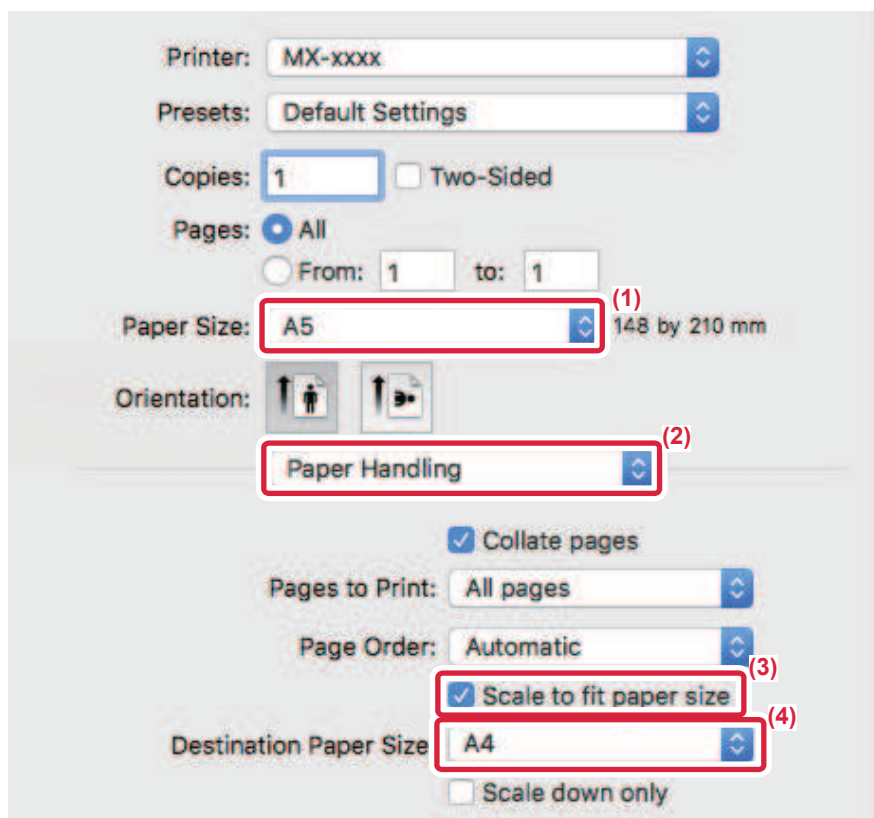 Printer: MX-xxxx
Presets: Default Settings
Copies: 1 Two-Sided
Pages: All
From: 1 to: 1
(1)
Paper Size: A5 148 by 210 mm
Orientation:
(2)
Paper Handling
Collate pages
Pages to Print: All pages
Page Order: Automatic
(3)
Scale to fit paper size
(4)
Destination Paper Size A4
Scale down only